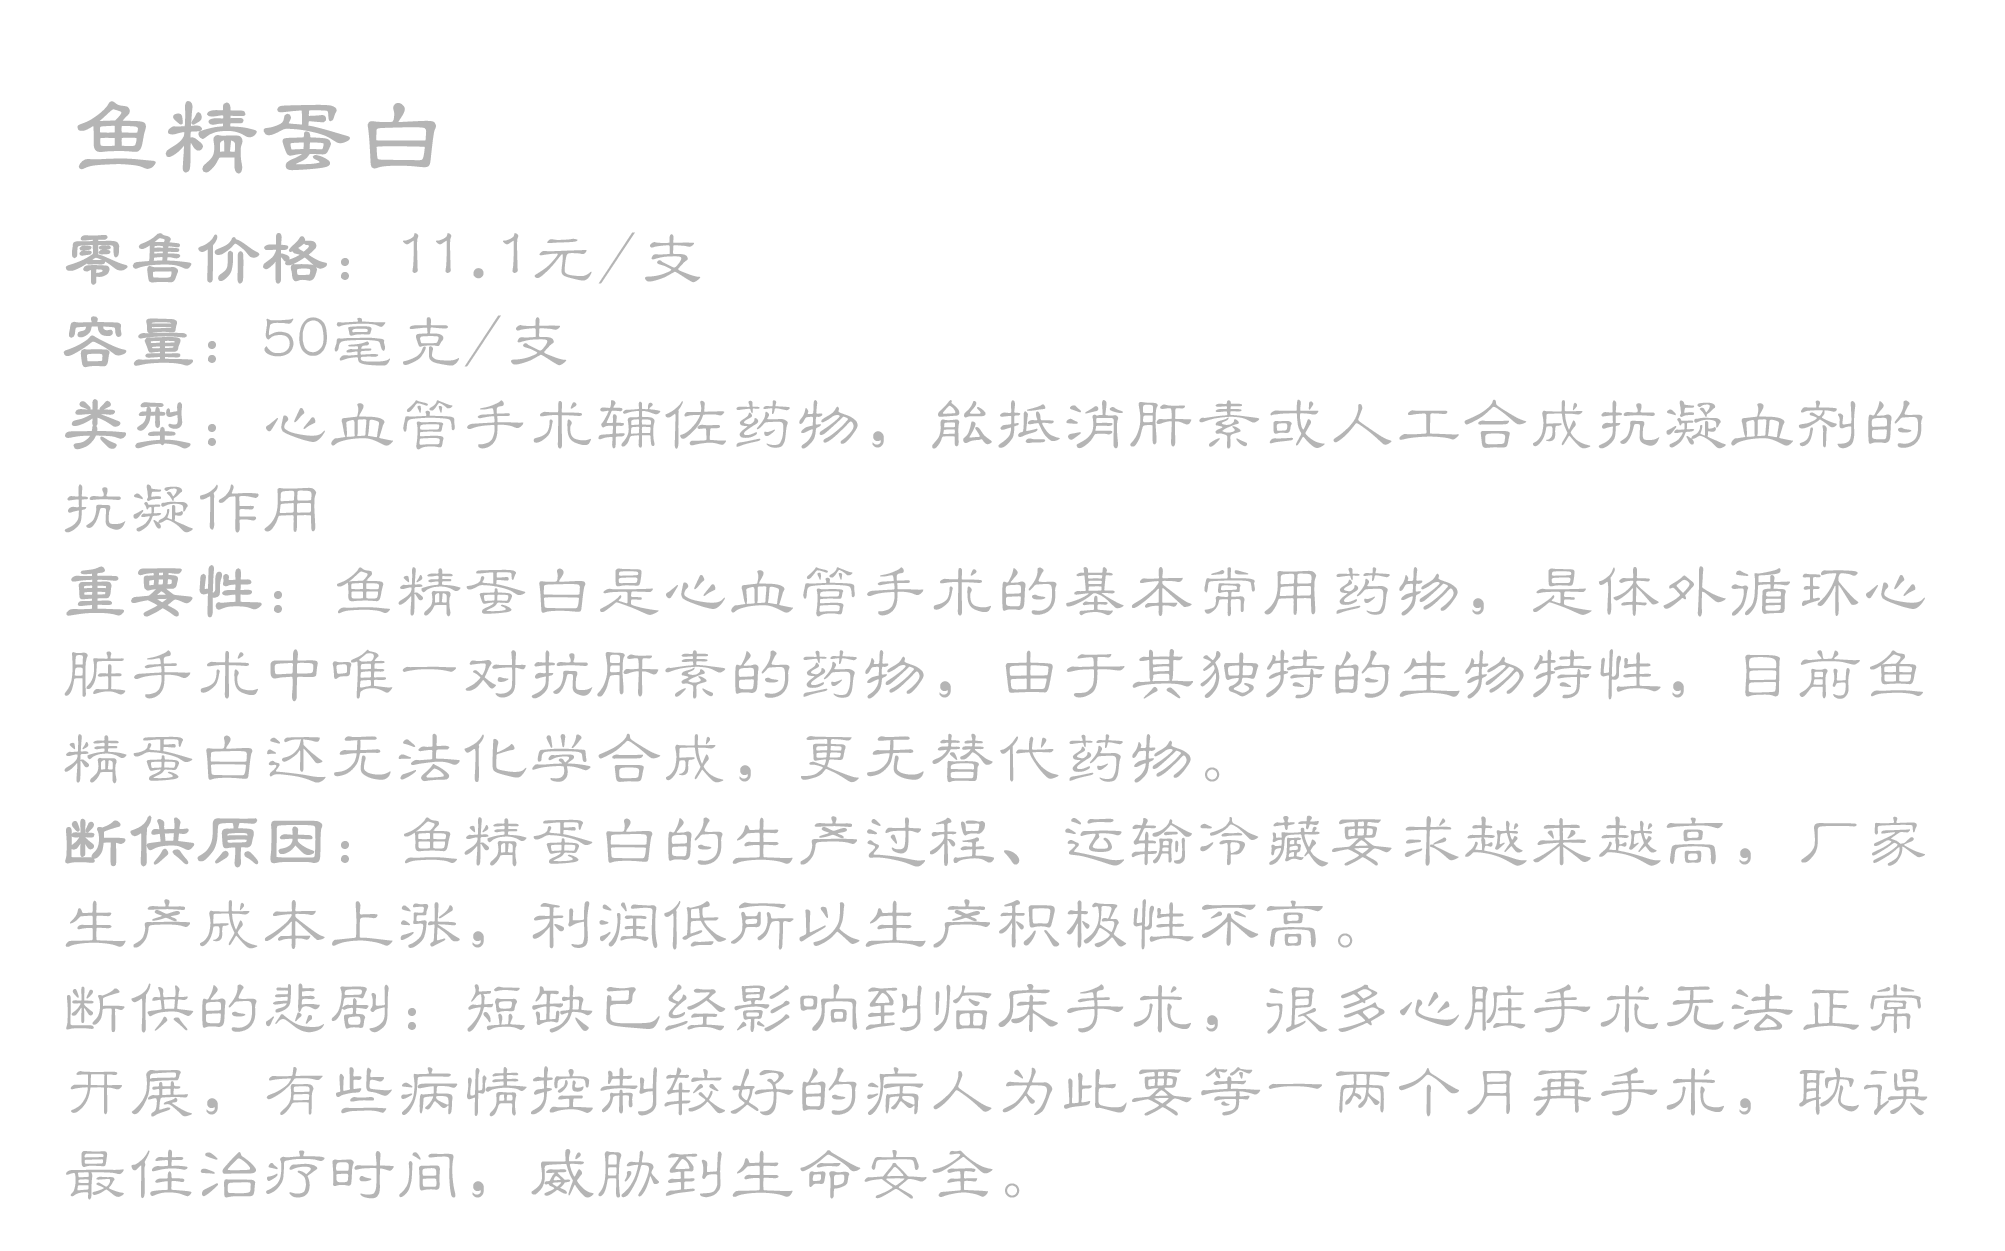 鱼精蛋白
零售价格：11.1元/支
容量：50毫克/支
类型：心血管手术辅佐药物，能抵消肝素或人工合成抗凝血剂的
抗凝作用
重要性：鱼精蛋白是心血管手术的基本常用药物，是体外循环心
脏手术中唯一对抗肝素的药物，由于其独特的生物特性，目前鱼
精蛋白还无法化学合成，更无替代药物。
断供原因：鱼精蛋白的生产过程、运输冷藏要求越来越高，厂家
生产成本上涨，利润低所以生产积极性不高。
断供的悲剧：短缺已经影响到临床手术，很多心脏手术无法正常
开展，有些病情控制较好的病人为此要等一两个月再手术，耽误
最佳治疗时间，威胁到生命安全。